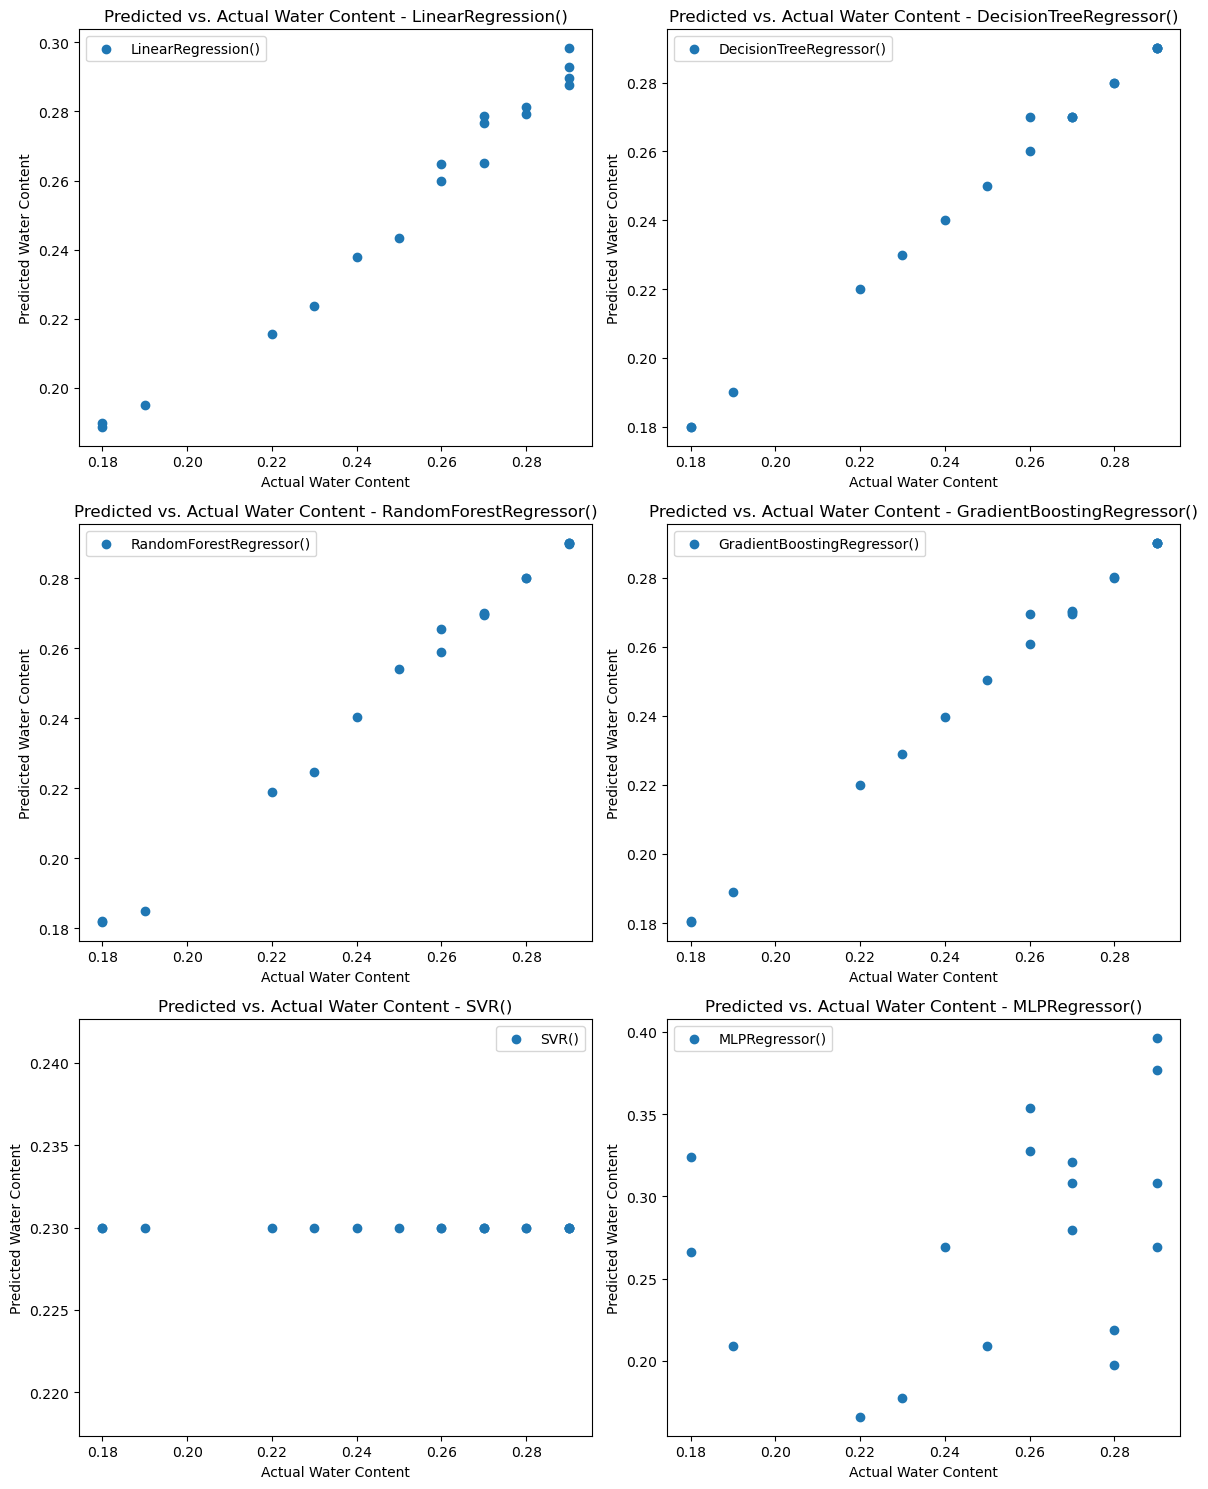 Predicted vs. Actual Water Content - LinearRegression()
LinearRegression()
0.30
0.28
0.26
0.24
0.22
0.20
Predicted Water Content
0.18 0.20 0.22 0.24 0.26 0.28
Actual Water Content
Predicted vs. Actual Water Content - DecisionTreeRegressor()
DecisionTreeRegressor()
0.28
0.26
0.24
0.22
0.20
0.18
Predicted Water Content
0.18 0.20 0.22 0.24 0.26 0.28
Actual Water Content
Predicted vs. Actual Water Content - RandomForestRegressor()
RandomForestRegressor()
0.28
0.26
0.24
0.22
0.20
0.18
Predicted Water Content
0.18 0.20 0.22 0.24 0.26 0.28
Actual Water Content
Predicted vs. Actual Water Content - GradientBoostingRegressor()
GradientBoostingRegressor()
0.28
0.26
0.24
0.22
0.20
0.18
Predicted Water Content
0.18 0.20 0.22 0.24 0.26 0.28
Actual Water Content
Predicted vs. Actual Water Content - SVR()
SVR()
0.240
0.235
0.230
0.225
0.220
Predicted Water Content
0.18 0.20 0.22 0.24 0.26 0.28
Actual Water Content
Predicted vs. Actual Water Content - MLPRegressor()
MLPRegressor()
0.40
0.35
0.30
0.25
0.20
Predicted Water Content
0.18 0.20 0.22 0.24 0.26 0.28
Actual Water Content